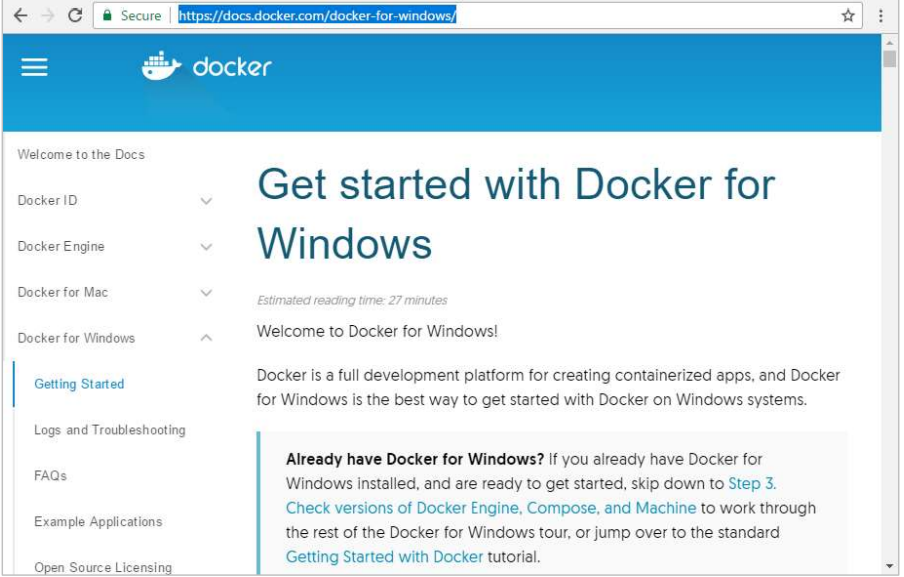 Secure
https://docs.docker.com/docker-for-windows/
docker
Welcome to the Docs
Docker ID
Docker Engine
Docker for Mac
Docker for Windows
Getting Started
Logs and Troubleshooting
FAQs
Example Applications
Open Source Licensing
Get started with Docker for
Windows
Estimated reading time: 27 minutes
Welcome to Docker for Windows!
Docker is a full development platform for creating containerized apps, and Docker
for Windows is the best way to get started with Docker on Windows systems.
Already have Docker for Windows? If you already have Docker for
Windows installed, and are ready to get started, skip down to Step 3.
Check versions of Docker Engine, Compose, and Machine to work through
the rest of the Docker for Windows tour, or jump over to the standard
Getting Started with Docker tutorial.